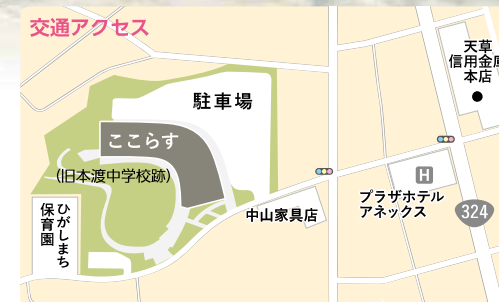 交通アクセス
天草
信用金庫
本店
駐車場
ここらす
(旧本渡中学校跡)
H
プラザホテル
アネックス
324
中山家具店
ひがしまち
保育園